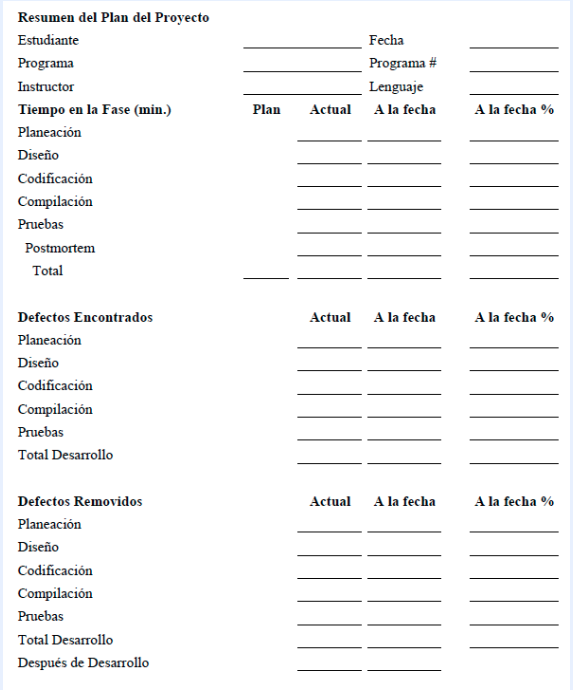 Resumen del Plan del Proyecto
Estudiante Fecha
Programa Programa #
Instructor Lenguaje
Tiempo en la Fase (min.) Plan Actual A la fecha A la fecha %
Planeación
Diseño
Codificación
Compilación
Pruebas
Postmortem
Total
Defectos Encontrados Actual A la fecha A la fecha %
Planeación
Diseño
Codificación
Compilación
Pruebas
Total Desarrollo
Defectos Removidos Actual A la fecha A la fecha %
Planeación
Diseño
Codificación
Compilación
Pruebas
Total Desarrollo
Después de Desarrollo